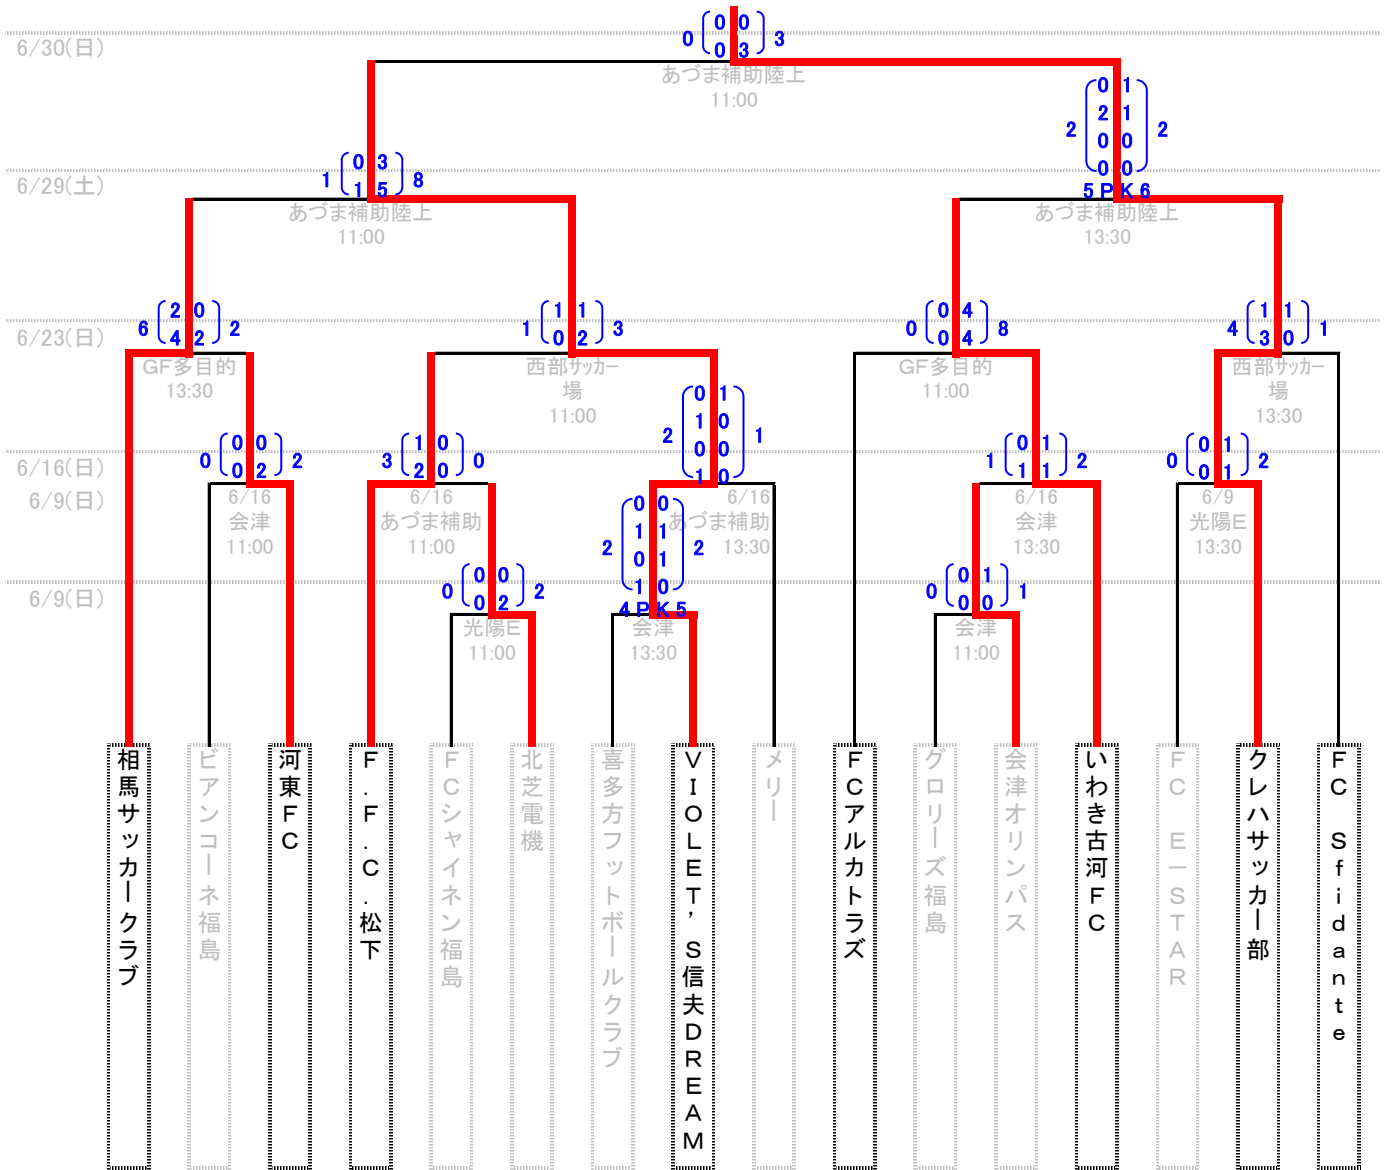 0 0 0 0 3 3
6/30(日)
あづま補助陸上
11:00
0 1
2 1
2 0 0 2
0 0
5 PK 6
6/29(土)
1 0 3 1 5 8
あづま補助陸上
11:00
あづま補助陸上
13:30
6/23(日)
6 2 0 4 2 2
1 1 1 0 2 3
0 0 4 0 4 8
4 1 1 3 0 1
GF多目的
13:30
西部サッカー
場
11:00
GF多目的
11:00
西部サッカー
場
13:30
6/16(日)
6/9(日)
0 0 0 0 2 2
3 1 0 2 0 0
0 1
1 0
2 0 0 1
1 0
1 0 1 1 1 2
0 0 1 0 1 2
6/16
会津
11:00
6/16
あづま補助
11:00
6/16
あづま補助
13:30
6/16
会津
13:30
6/9
光陽E
13:30
6/9(日)
0 0 0 0 2 2
0 0
1 1
2 0 1 2
1 0
4 PK 5
0 0 1 0 0 1
光陽E
11:00
会津
13:30
会津
11:00
相馬サッカークラブ
ビアンコーネ福島
河東FC
F.F.C.松下
FCシャイネン福島
北芝電機
喜多方フットボールクラブ
VIOLET'S信夫DREAM
メリー
FCアルカトラズ
グロリーズ福島
会津オリンパス
いわき古河FC
FC E－STAR
クレハサッカー部
FC Sfidante